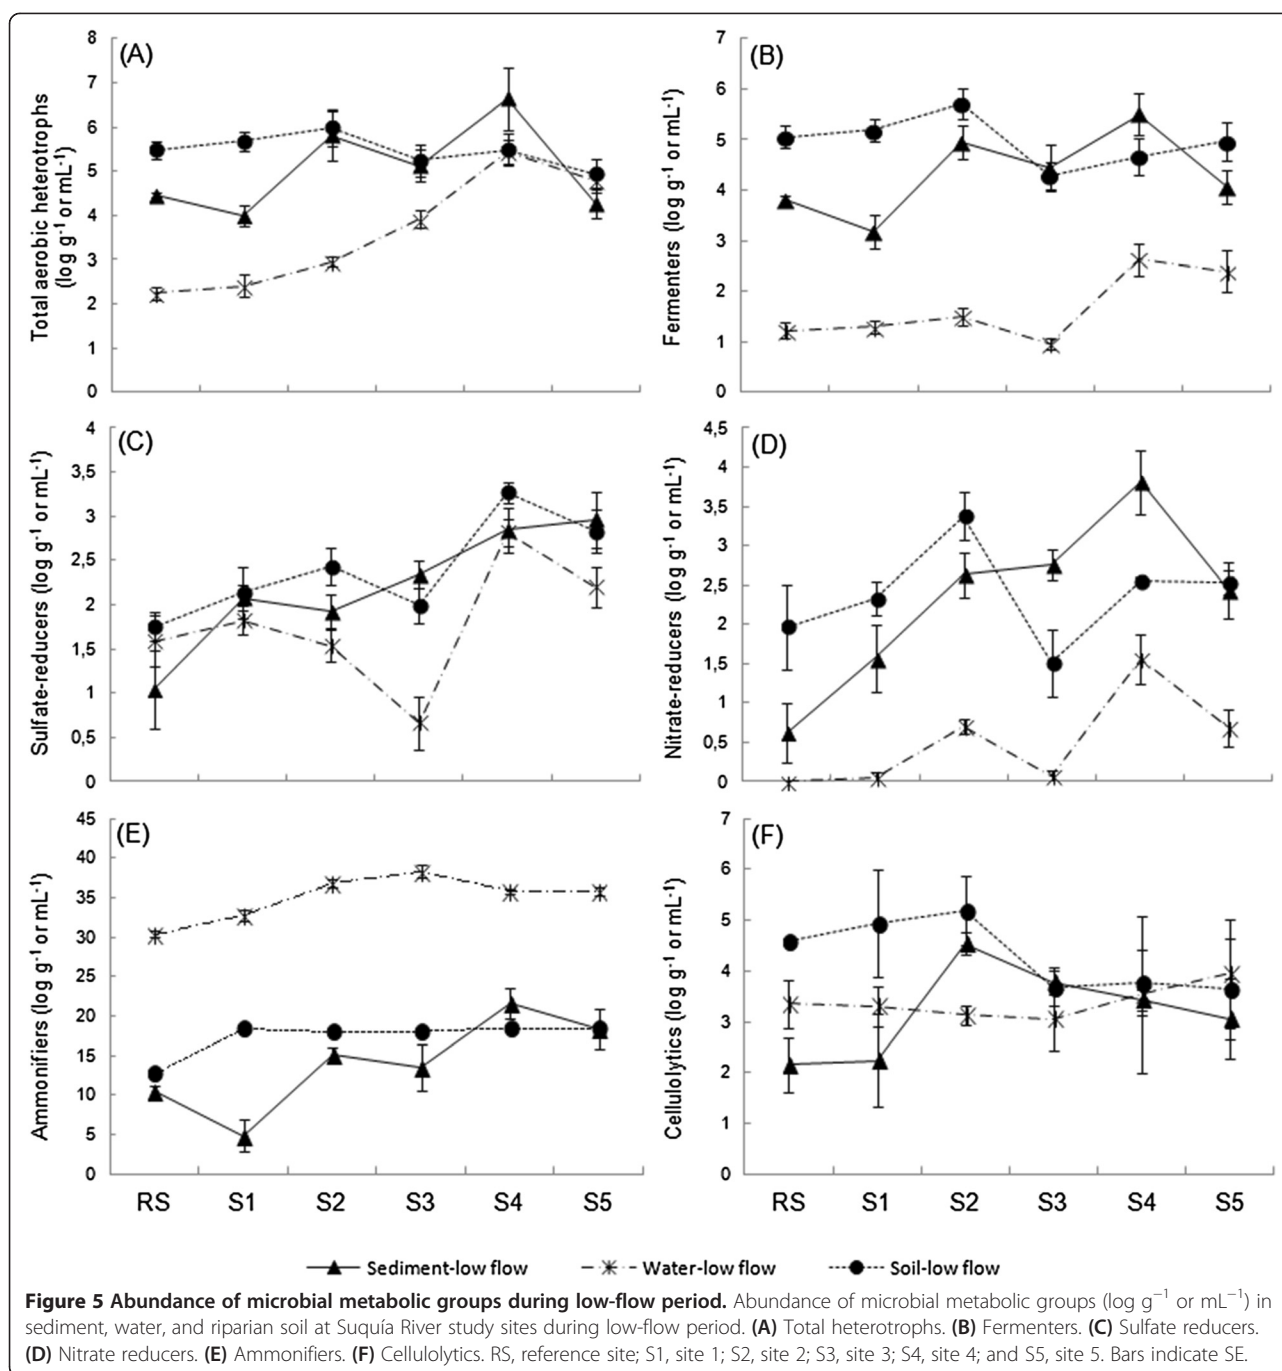 (A)
Total aerobic heterotrophs
(log g⁻¹ or mL⁻¹)
8
7
6
5
4
3
2
1
0
(B)
Fermenters (log g⁻¹ or mL⁻¹)
7
6
5
4
3
2
1
0
(C)
Sulfate-reducers (log g⁻¹ or mL⁻¹)
4
3,5
3
2,5
2
1,5
1
0,5
0
(D)
Nitrate-reducers (log g⁻¹ or mL⁻¹)
4,5
4
3,5
3
2,5
2
1,5
1
0,5
0
(E)
Ammonifiers (log g⁻¹ or mL⁻¹)
45
40
35
30
25
20
15
10
5
0
RS S1 S2 S3 S4 S5
(F)
Cellulolytics (log g⁻¹ or mL⁻¹)
7
6
5
4
3
2
1
0
RS S1 S2 S3 S4 S5
Sediment-low flow Water-low flow Soil-low flow
Figure 5 Abundance of microbial metabolic groups during low-flow period. Abundance of microbial metabolic groups (log g⁻¹ or mL⁻¹) in
sediment, water, and riparian soil at Suquía River study sites during low-flow period. (A) Total heterotrophs. (B) Fermenters. (C) Sulfate reducers.
(D) Nitrate reducers. (E) Ammonifiers. (F) Cellulolytics. RS, reference site; S1, site 1; S2, site 2; S3, site 3; S4, site 4; and S5, site 5. Bars indicate SE.